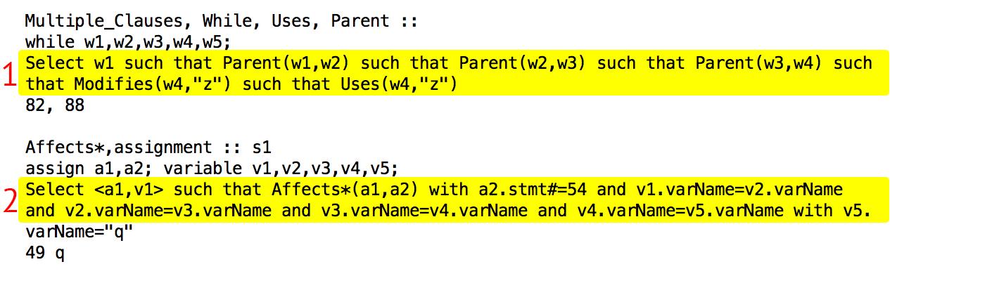 Multiple_Clauses, While, Uses, Parent ::
while w1,w2,w3,w4,w5;
1 Select w1 such that Parent(w1,w2) such that Parent(w2,w3) such that Parent(w3,w4) such
that Modifies(w4,"z") such that Uses(w4,"z")
82, 88
Affects*,assignment :: s1
assign a1,a2; variable v1,v2,v3,v4,v5;
2 Select <a1,v1> such that Affects*(a1,a2) with a2.stmt#=54 and v1.varName=v2.varName
and v2.varName=v3.varName and v3.varName=v4.varName and v4.varName=v5.varName with v5.
varName="q"
49 q